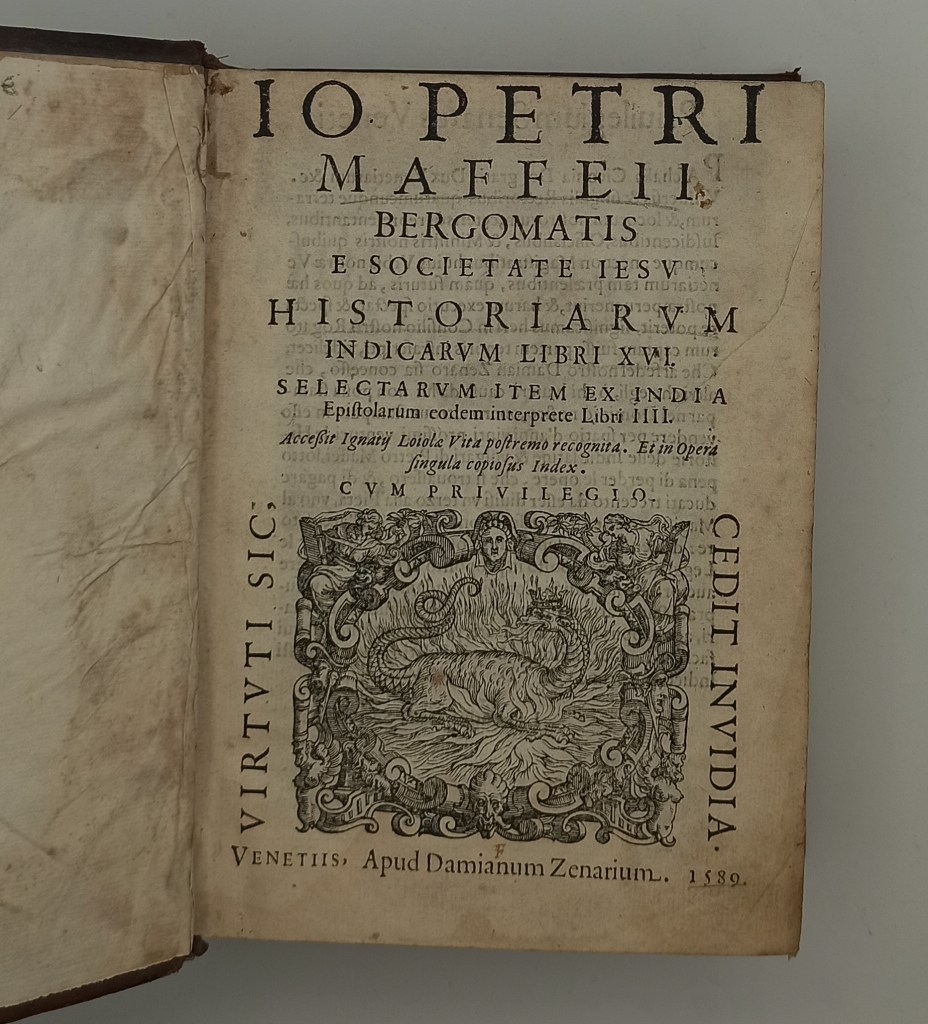 IO. PETRI
MAFFEII
BERGOMATIS
E SOCIETATE IESV
HISTORIARVM
INDICARVM LIBRI XVI.
SELECTARVM ITEM EX INDIA
Epiſtolarum eodem interprete Libri IIII.
Acceßit Ignatij Loiolæ Vita poſtremo recognita. Et in Opera
ſingula copioſus Index.
CVM PRIVILEGIO.
VIRTVTI SIC,
CEDIT INVIDIA.
VENETIIS, Apud Damianum Zenarium. 1589.